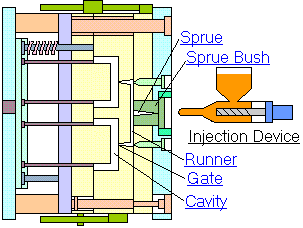 Sprue
Sprue Bush
Injection Device
Runner
Gate
Cavity